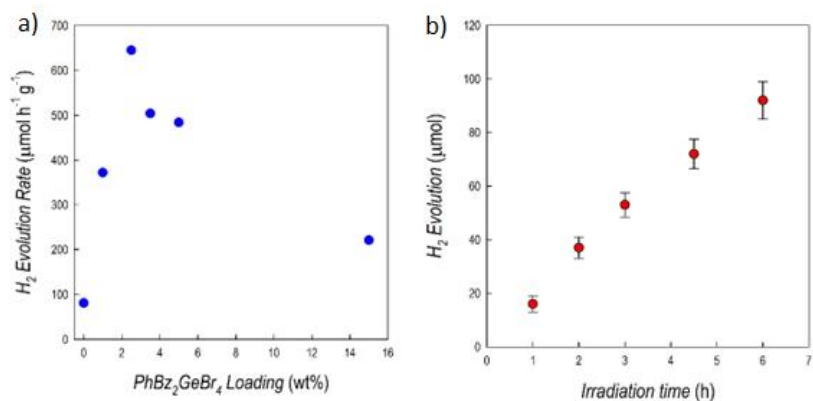 a)
700
600
500
400
300
200
100
0
0 2 4 6 8 10 12 14 16
H₂ Evolution Rate (μmol h⁻¹ g⁻¹)
PhBz₂GeBr₄ Loading (wt%)
b)
120
100
80
60
40
20
0
0 1 2 3 4 5 6 7
H₂ Evolution (μmol)
Irradiation time (h)